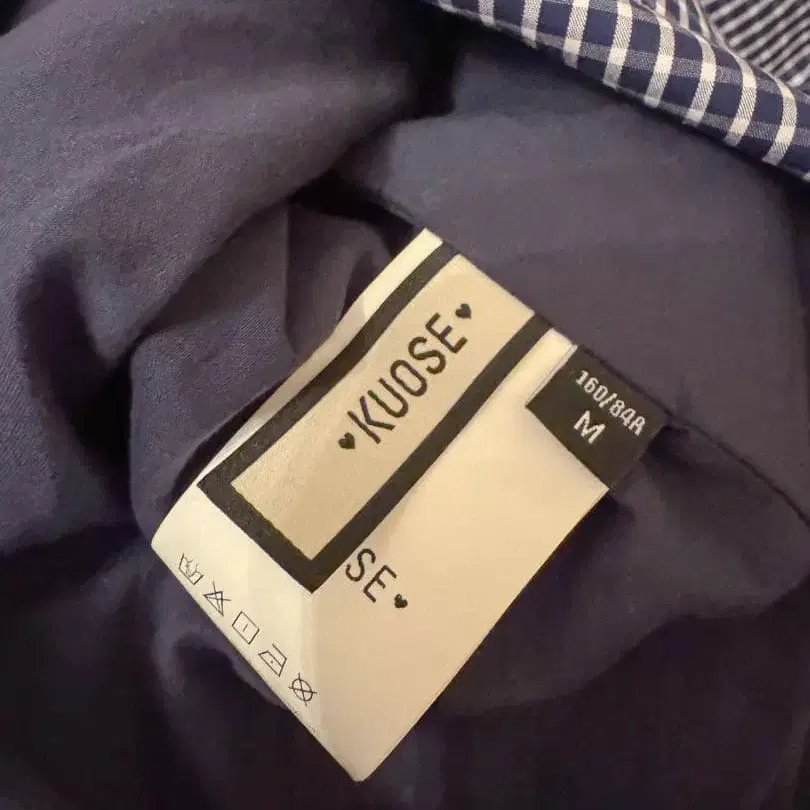 ♥KUOSE♥
160/84A
M
SE♥